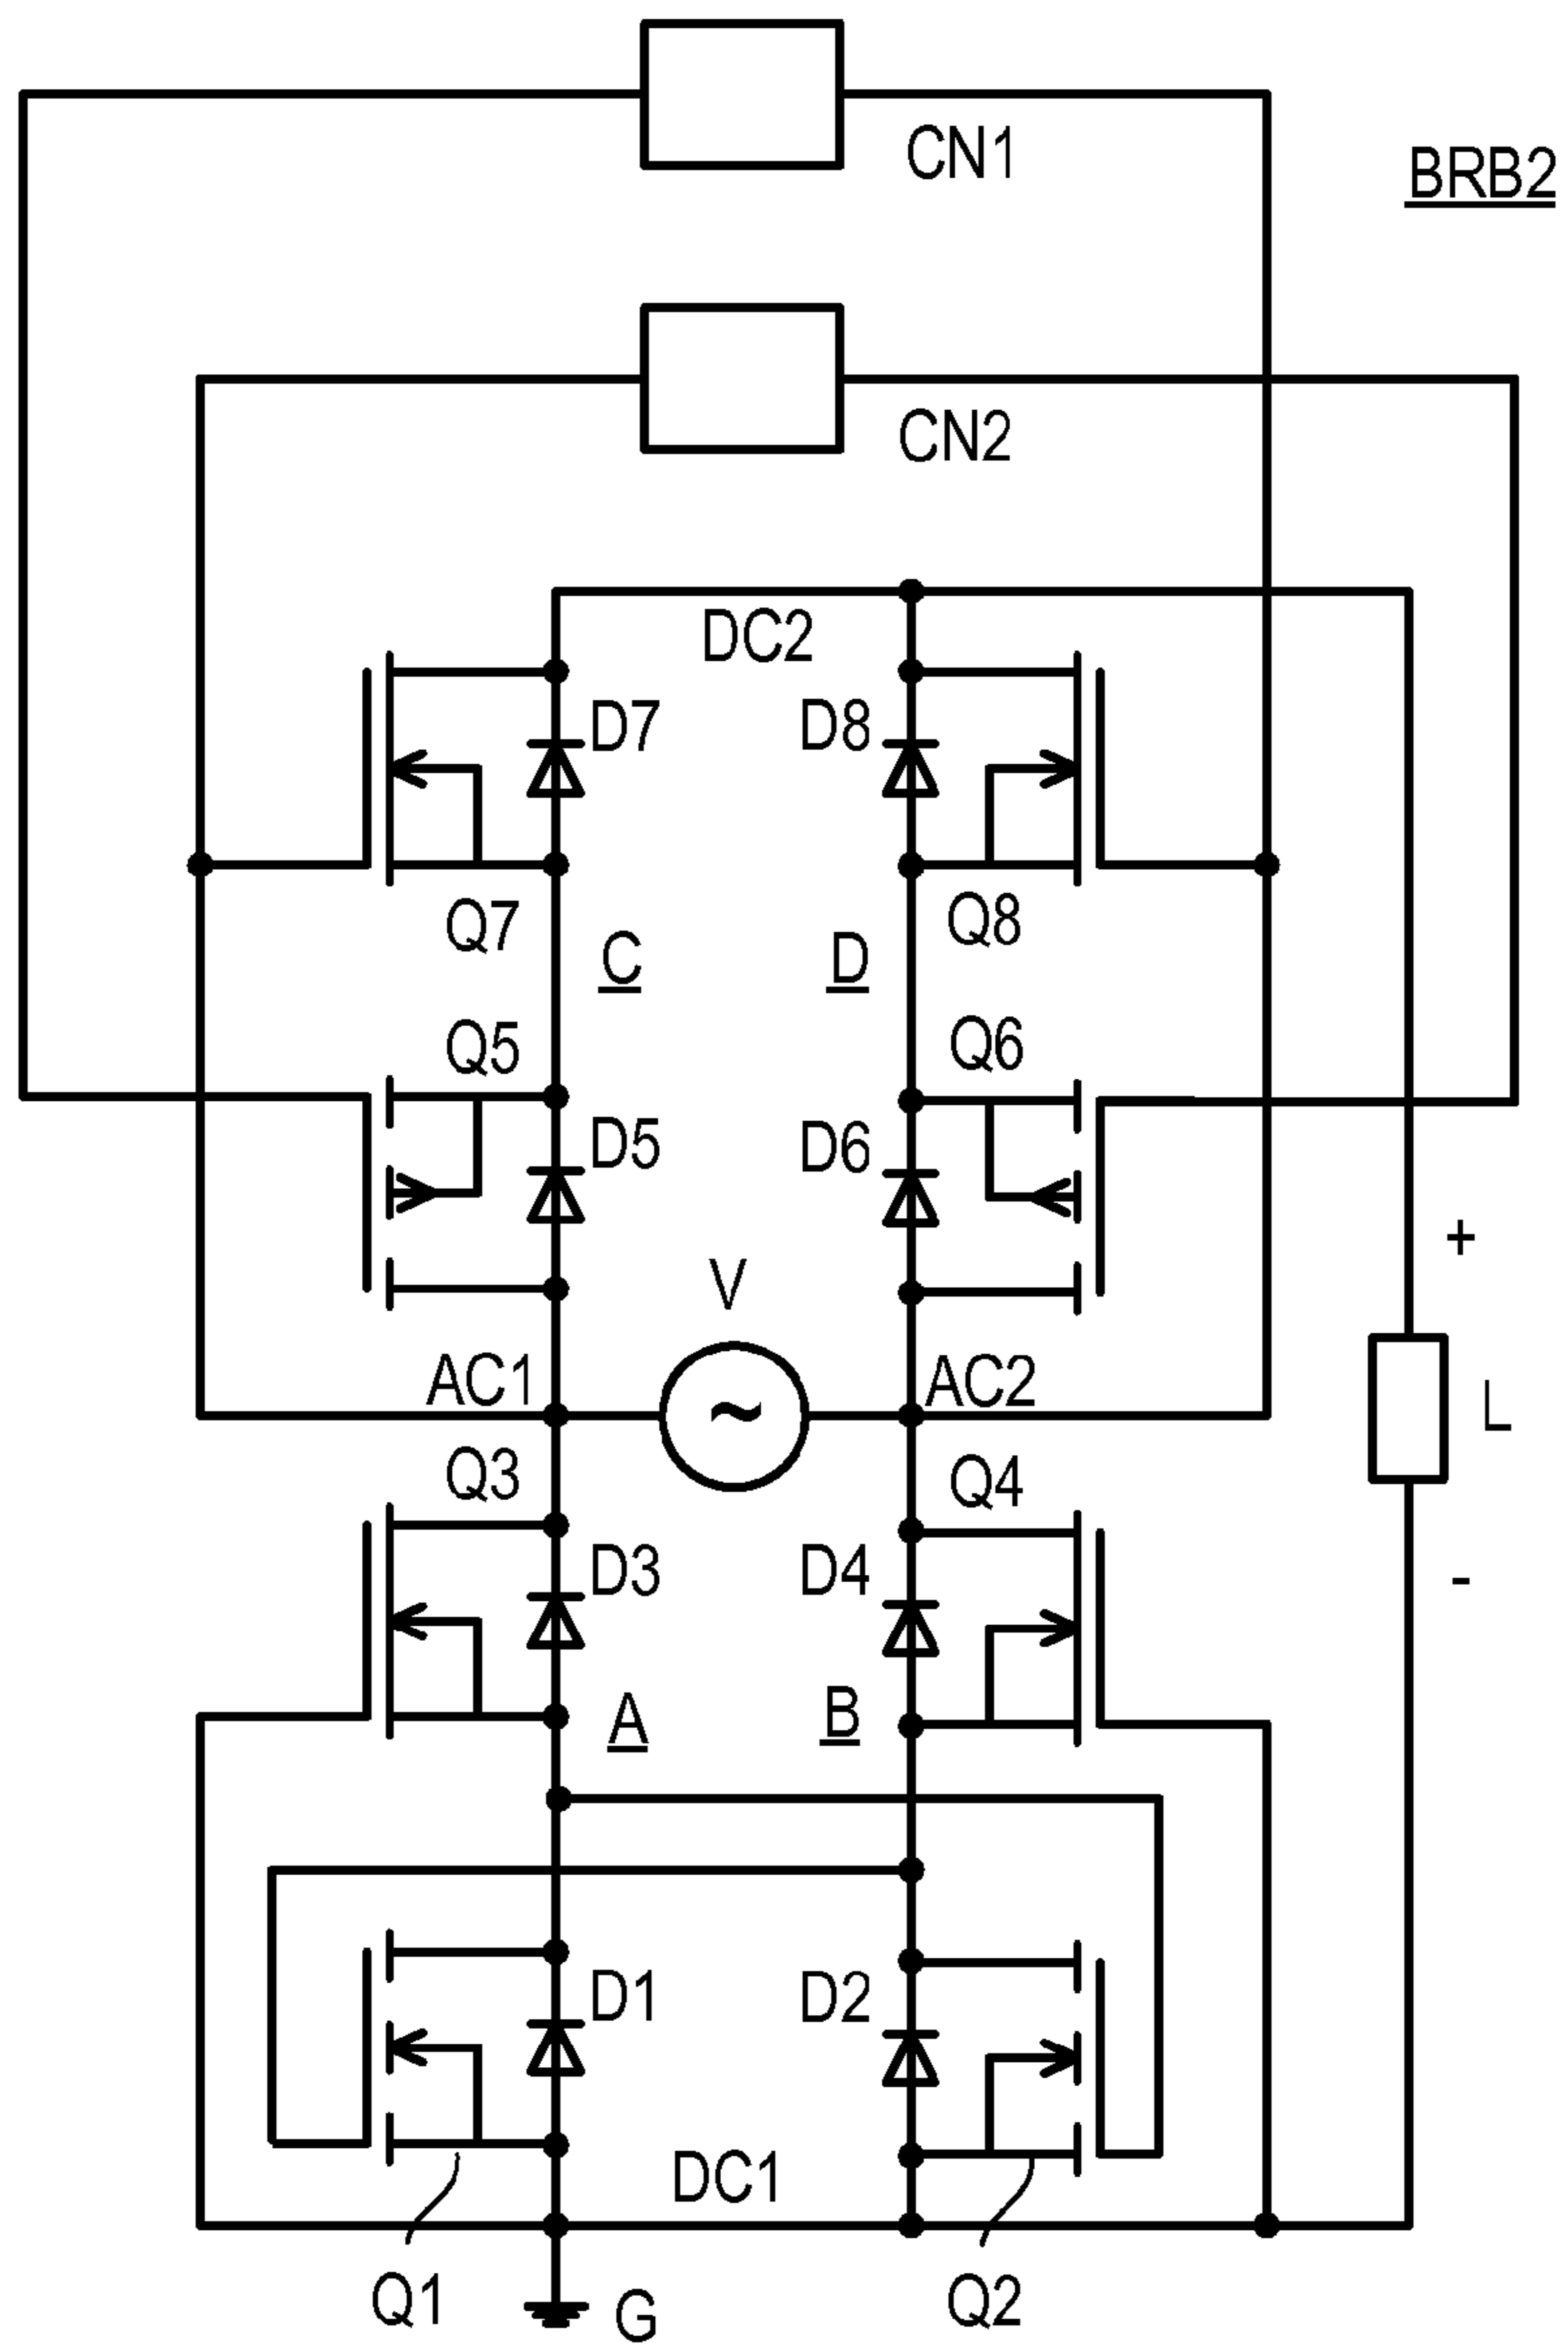 CN1
BRB2
CN2
DC2
D7
D8
Q7
Q8
C
D
Q5
Q6
D5
D6
V
+
AC1
~
AC2
L
Q3
Q4
D3
D4
-
A
B
D1
D2
DC1
Q1
G
Q2